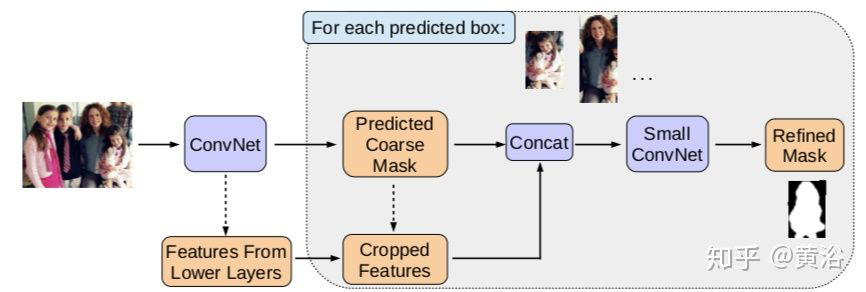 For each predicted box:
...
ConvNet
Predicted
Coarse
Mask
Concat
Small
ConvNet
Refined
Mask
Features From
Lower Layers
Cropped
Features
知乎 @黄浴